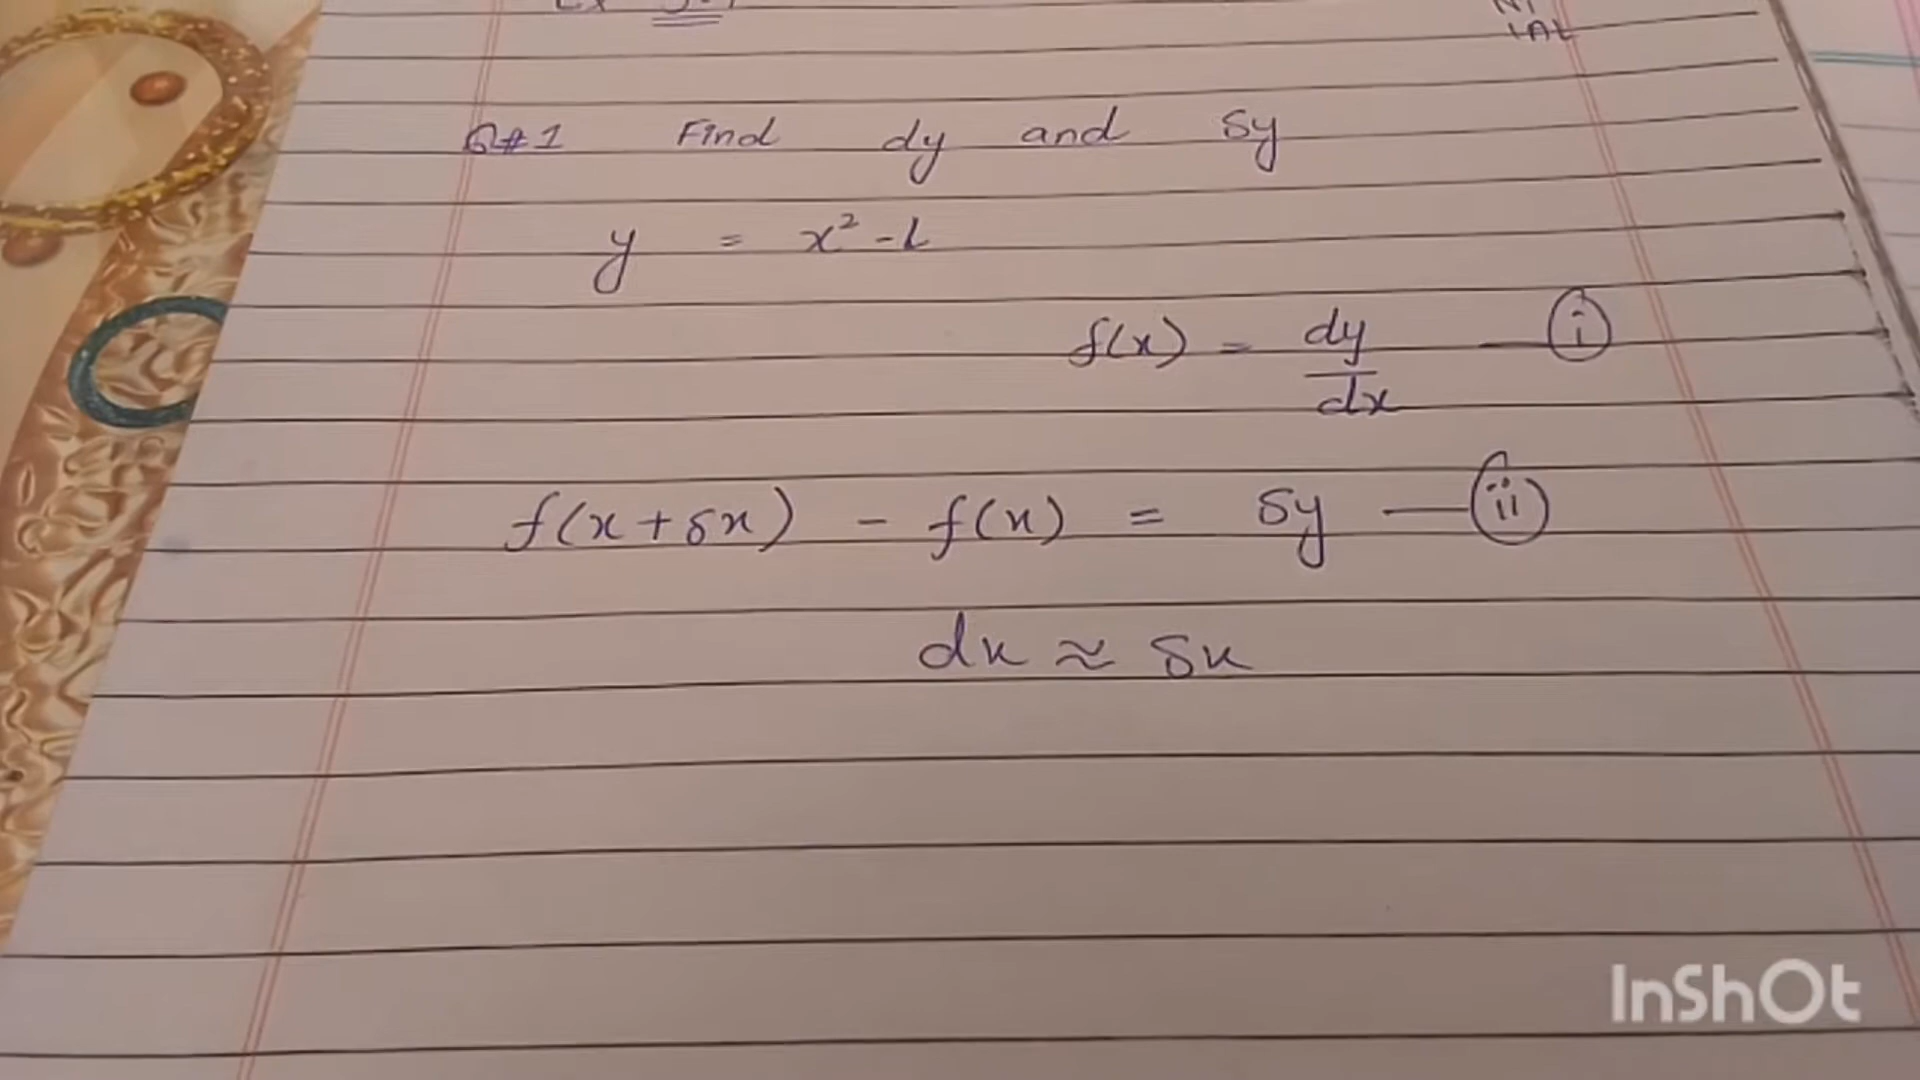 Q#1 Find dy and δy
y = x² - 1
f(x) = dy/dx — (i)
f(x+δx) - f(x) = δy — (ii)
dx ≈ δx
InShOt